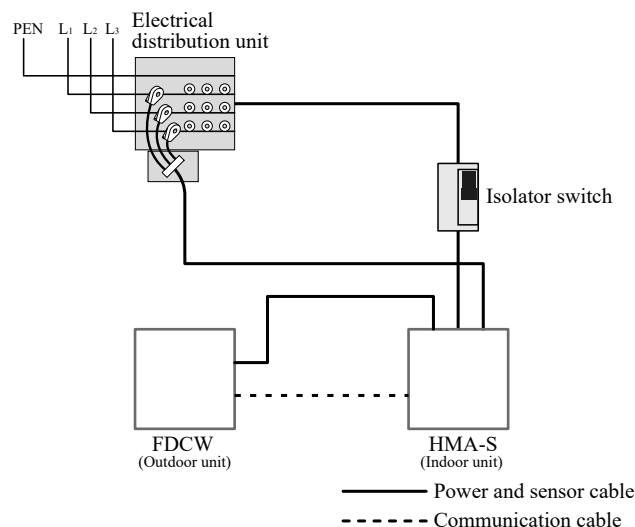 Electrical
distribution unit
PEN L1 L2 L3
Isolator switch
FDCW
(Outdoor unit)
HMA-S
(Indoor unit)
Power and sensor cable
Communication cable